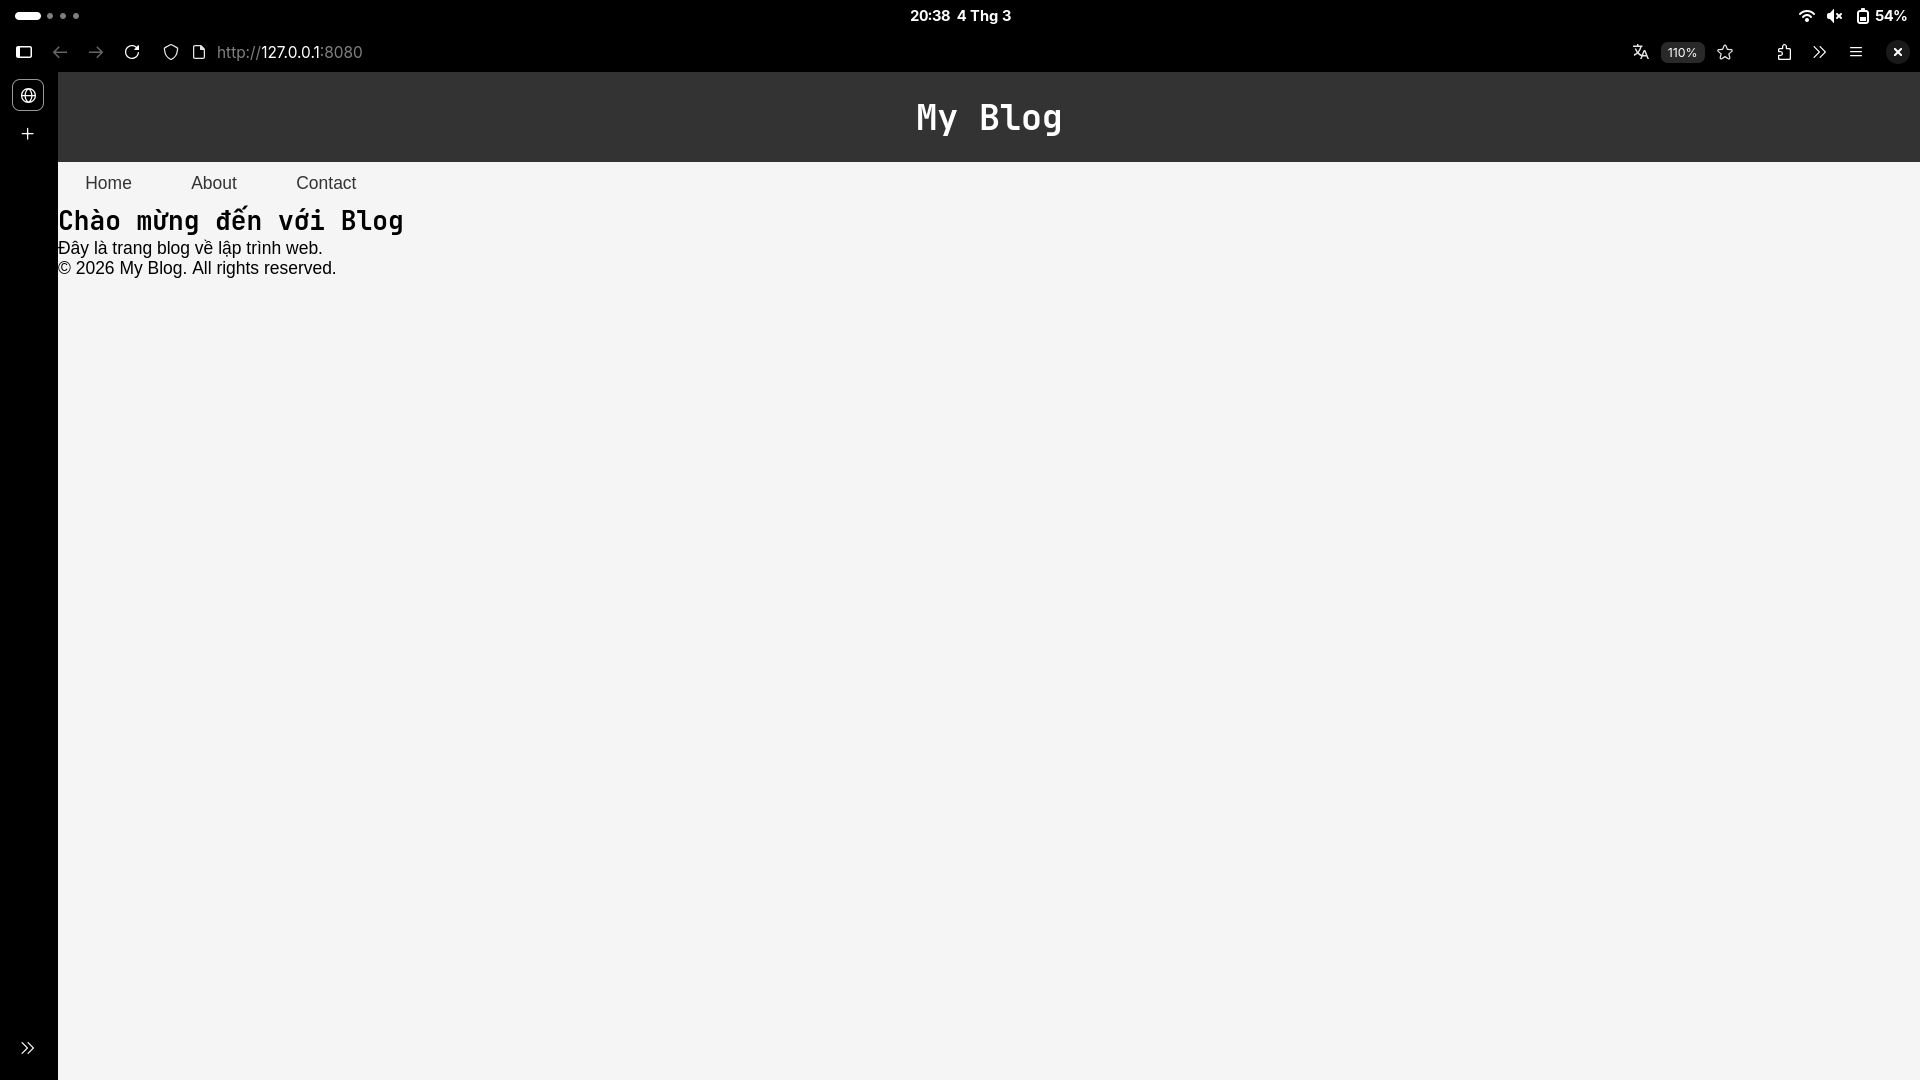 20:38 4 Thg 3
54%
http://127.0.0.1:8080
110%
My Blog
Home About Contact
Chào mừng đến với Blog
Đây là trang blog về lập trình web.
© 2026 My Blog. All rights reserved.